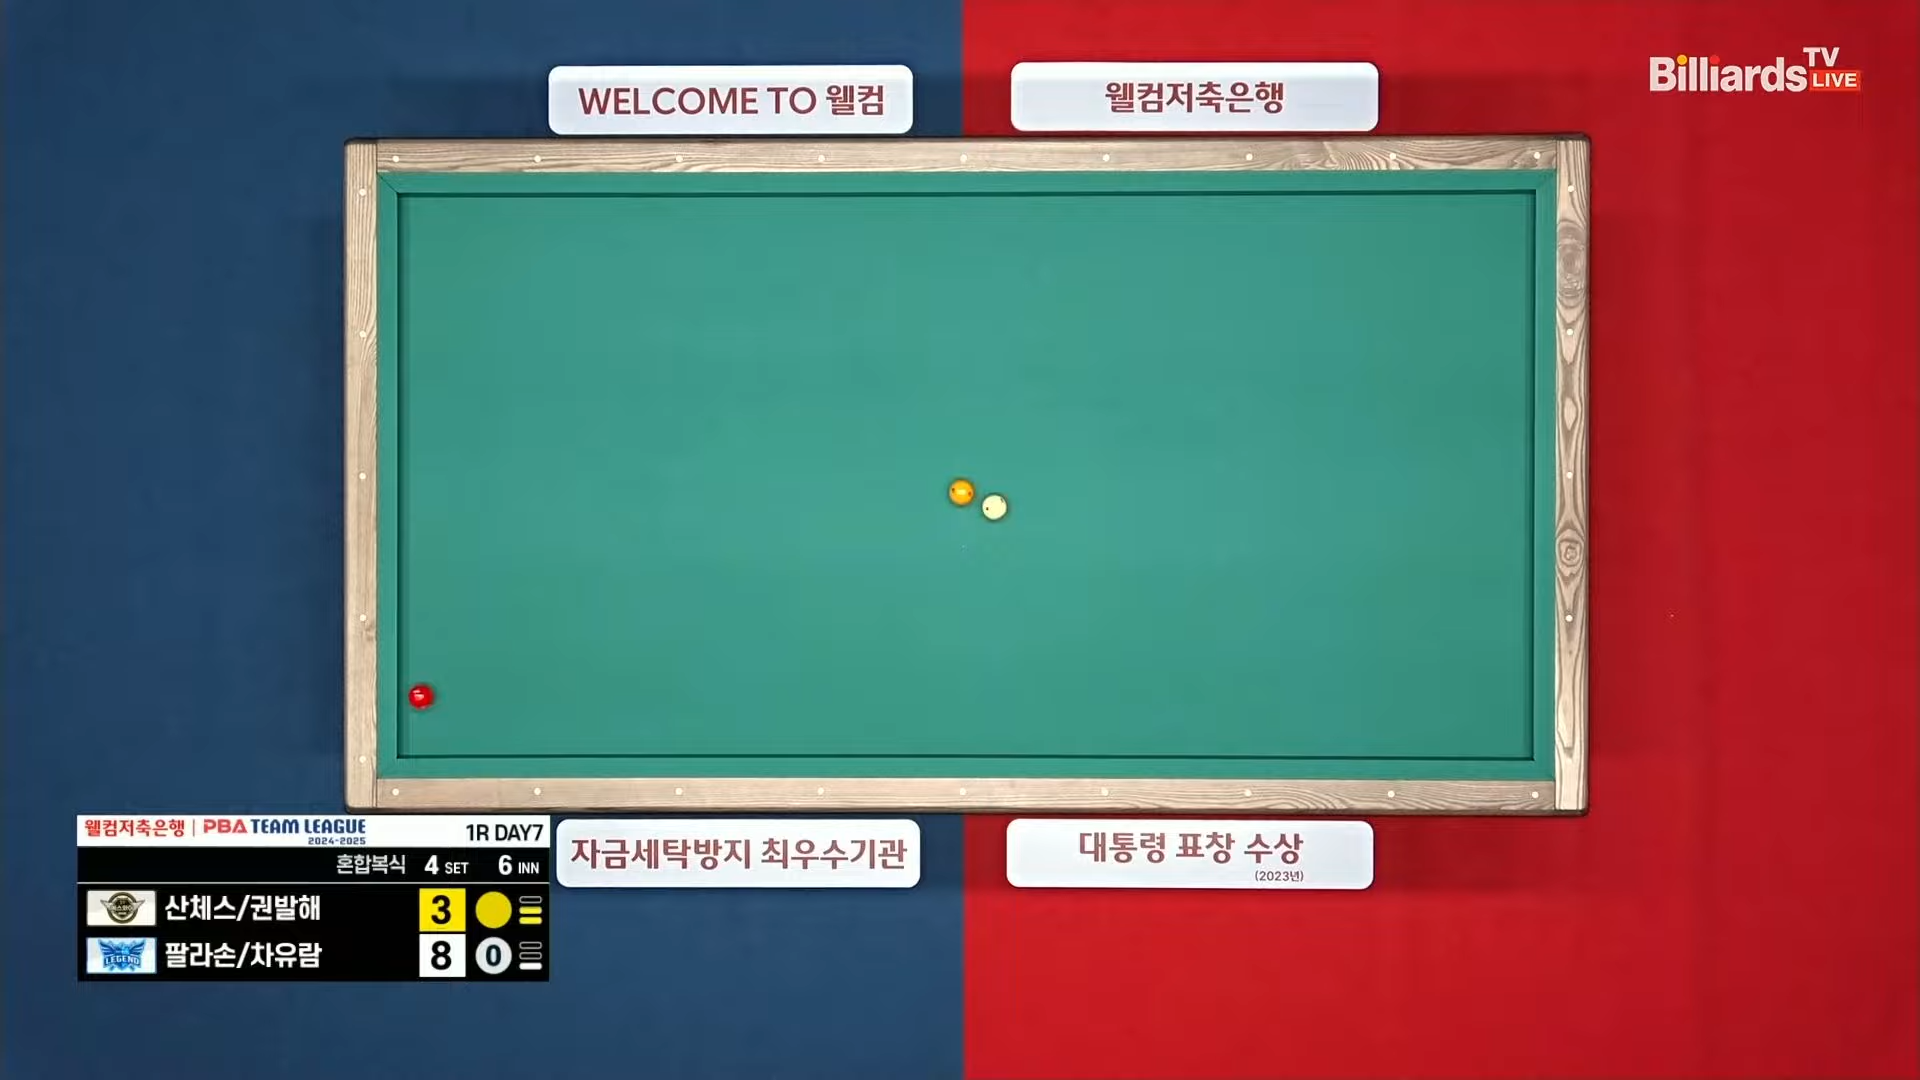 Billiards TV
LIVE
WELCOME TO 웰컴
웰컴저축은행
웰컴저축은행 | PBA TEAM LEAGUE
2024-2025
1R DAY7
혼합복식 4 SET 6 INN
산체스/권발해 3
LEGEND
팔라손/차유람 8 0
자금세탁방지 최우수기관
대통령 표창 수상
(2023년)